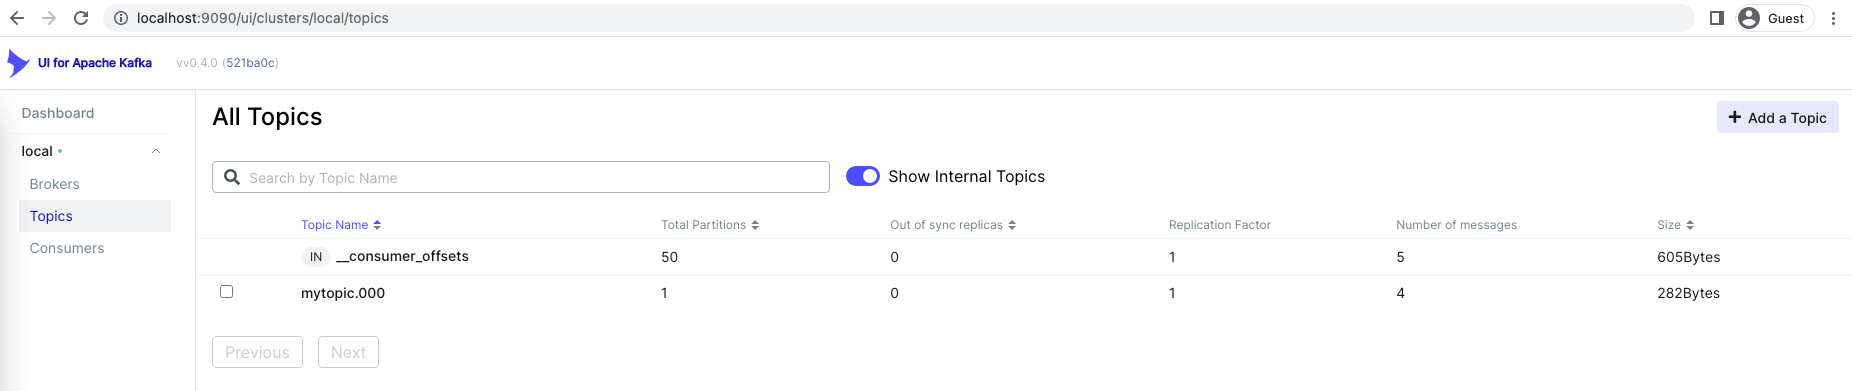 localhost:9090/ui/clusters/local/topics
Guest
UI for Apache Kafka vv0.4.0 (521ba0c)
Dashboard
local
Brokers
Topics
Consumers
All Topics
Add a Topic
Search by Topic Name
Show Internal Topics
Topic Name Total Partitions Out of sync replicas Replication Factor Number of messages Size
IN __consumer_offsets 50 0 1 5 605Bytes
mytopic.000 1 0 1 4 282Bytes
Previous Next